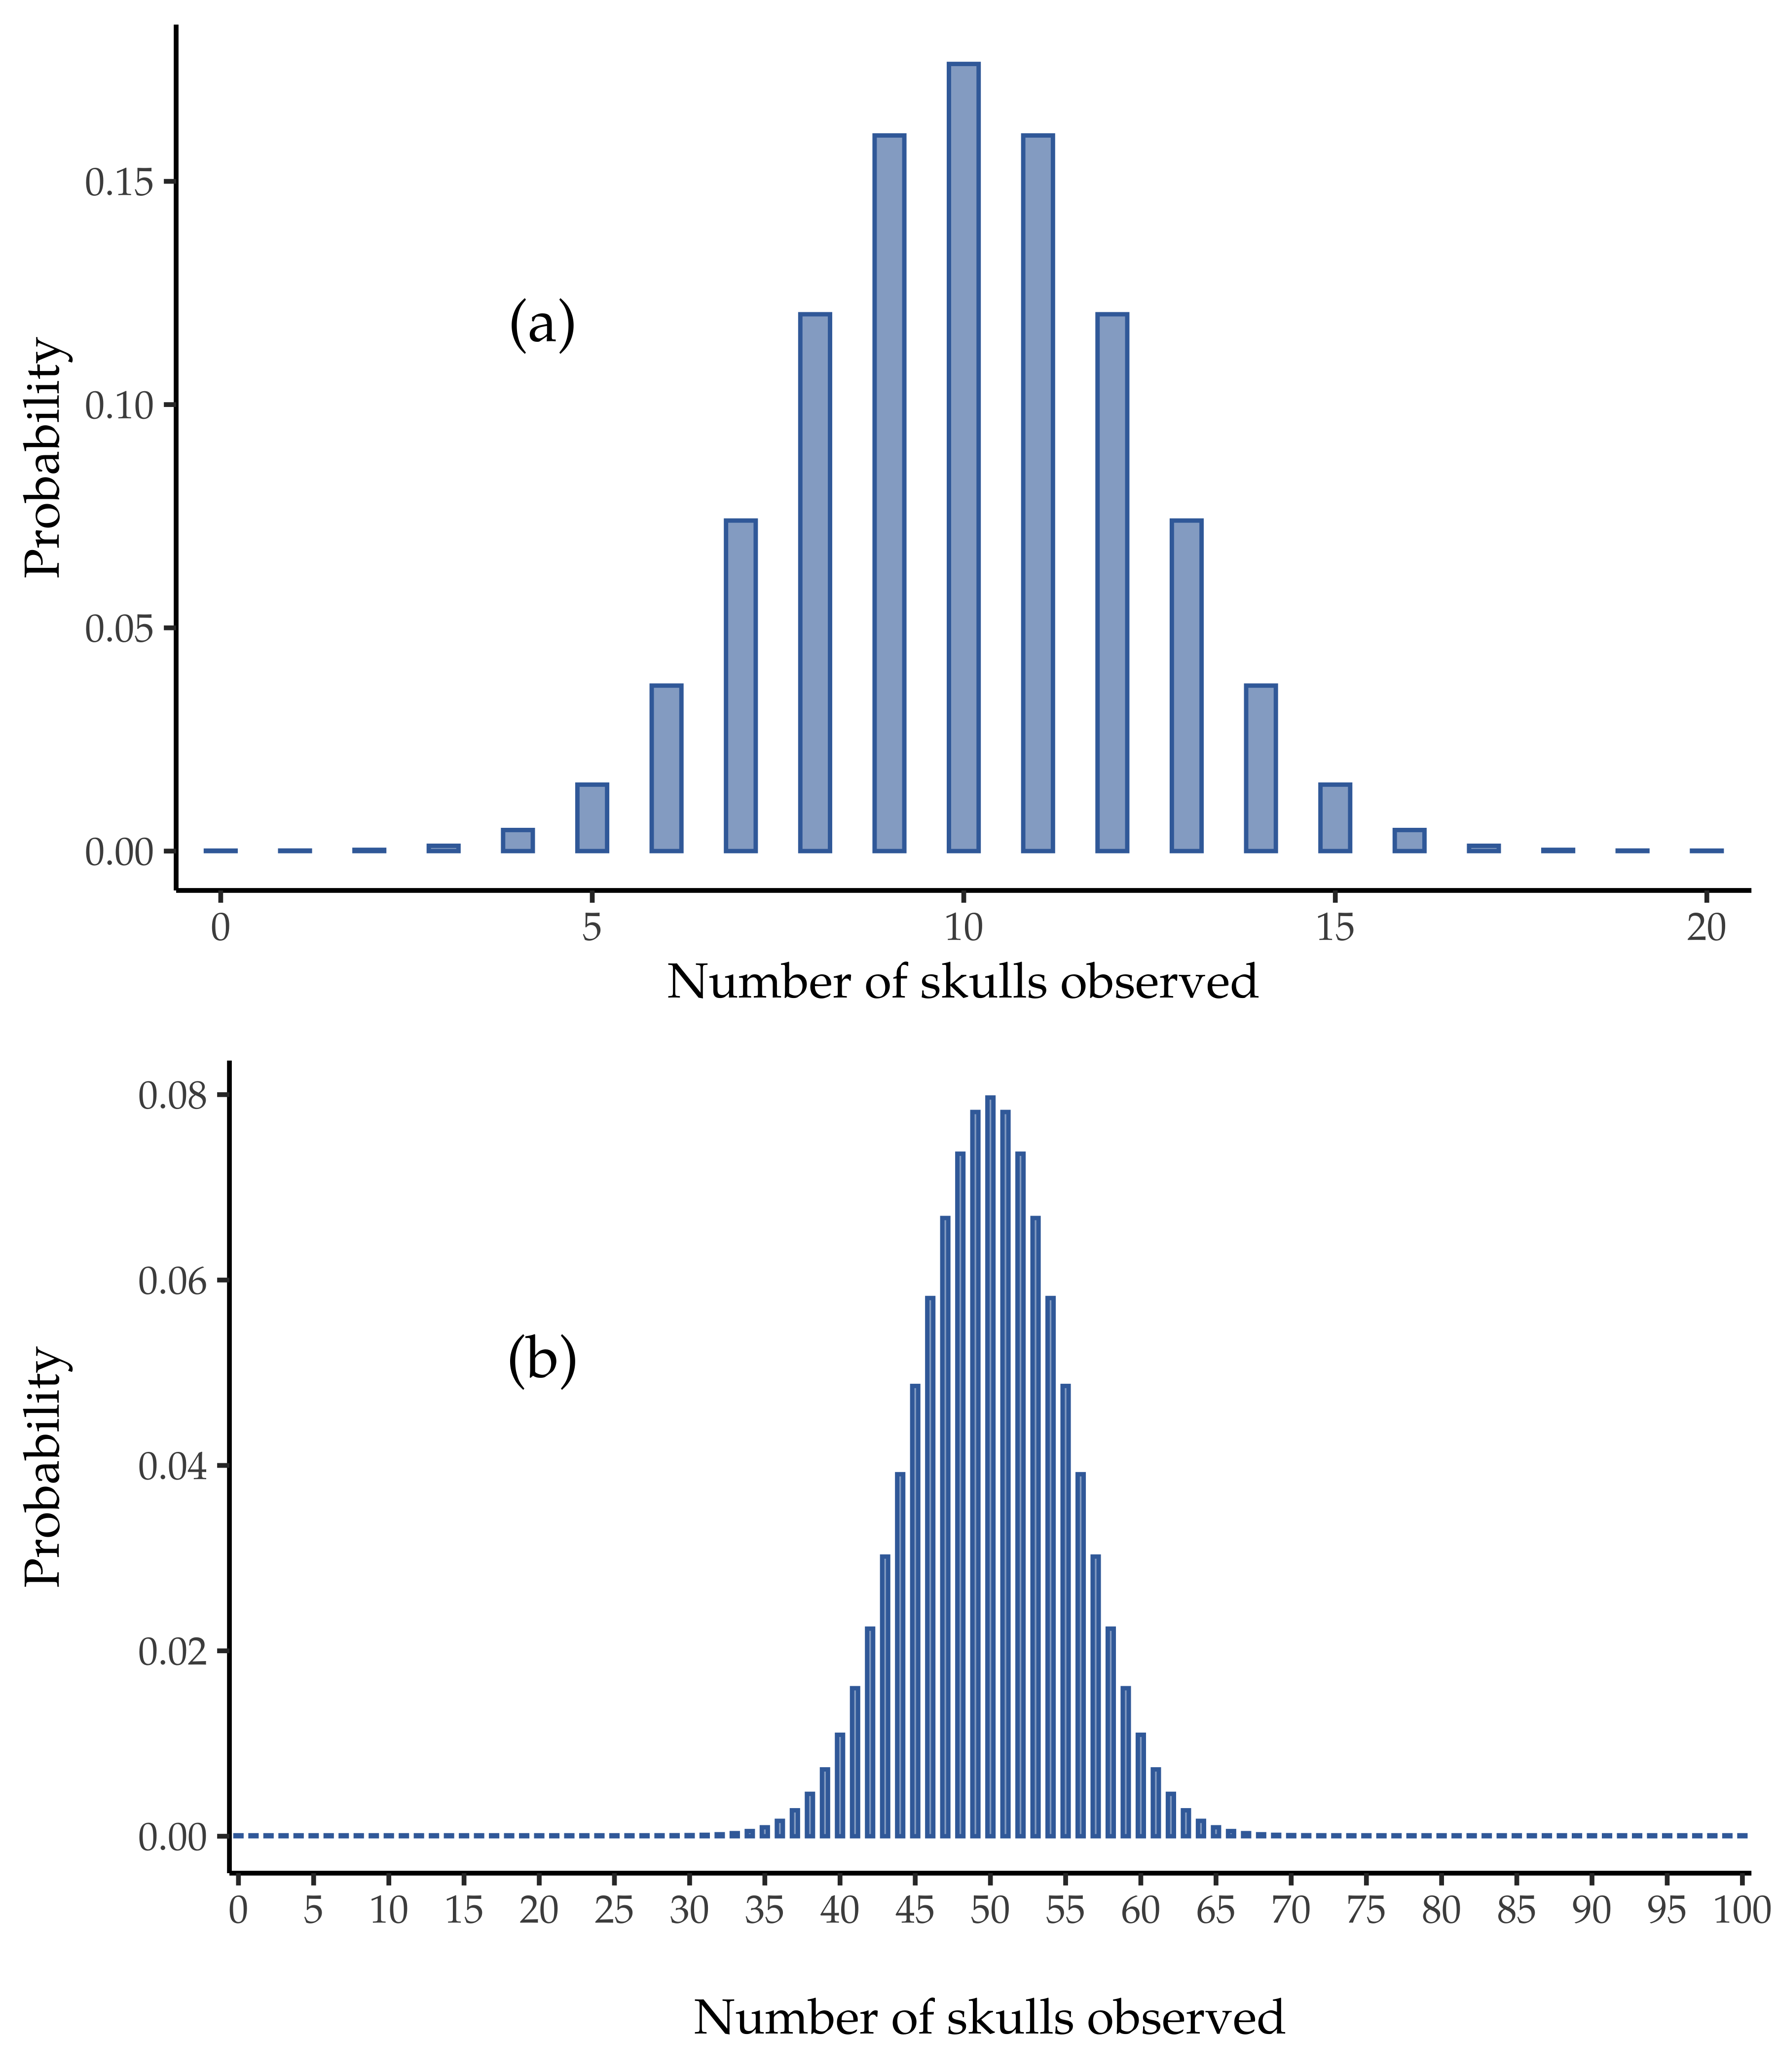 (a)
Probability
0.15
0.10
0.05
0.00
0 5 10 15 20
Number of skulls observed
(b)
Probability
0.08
0.06
0.04
0.02
0.00
0 5 10 15 20 25 30 35 40 45 50 55 60 65 70 75 80 85 90 95 100
Number of skulls observed